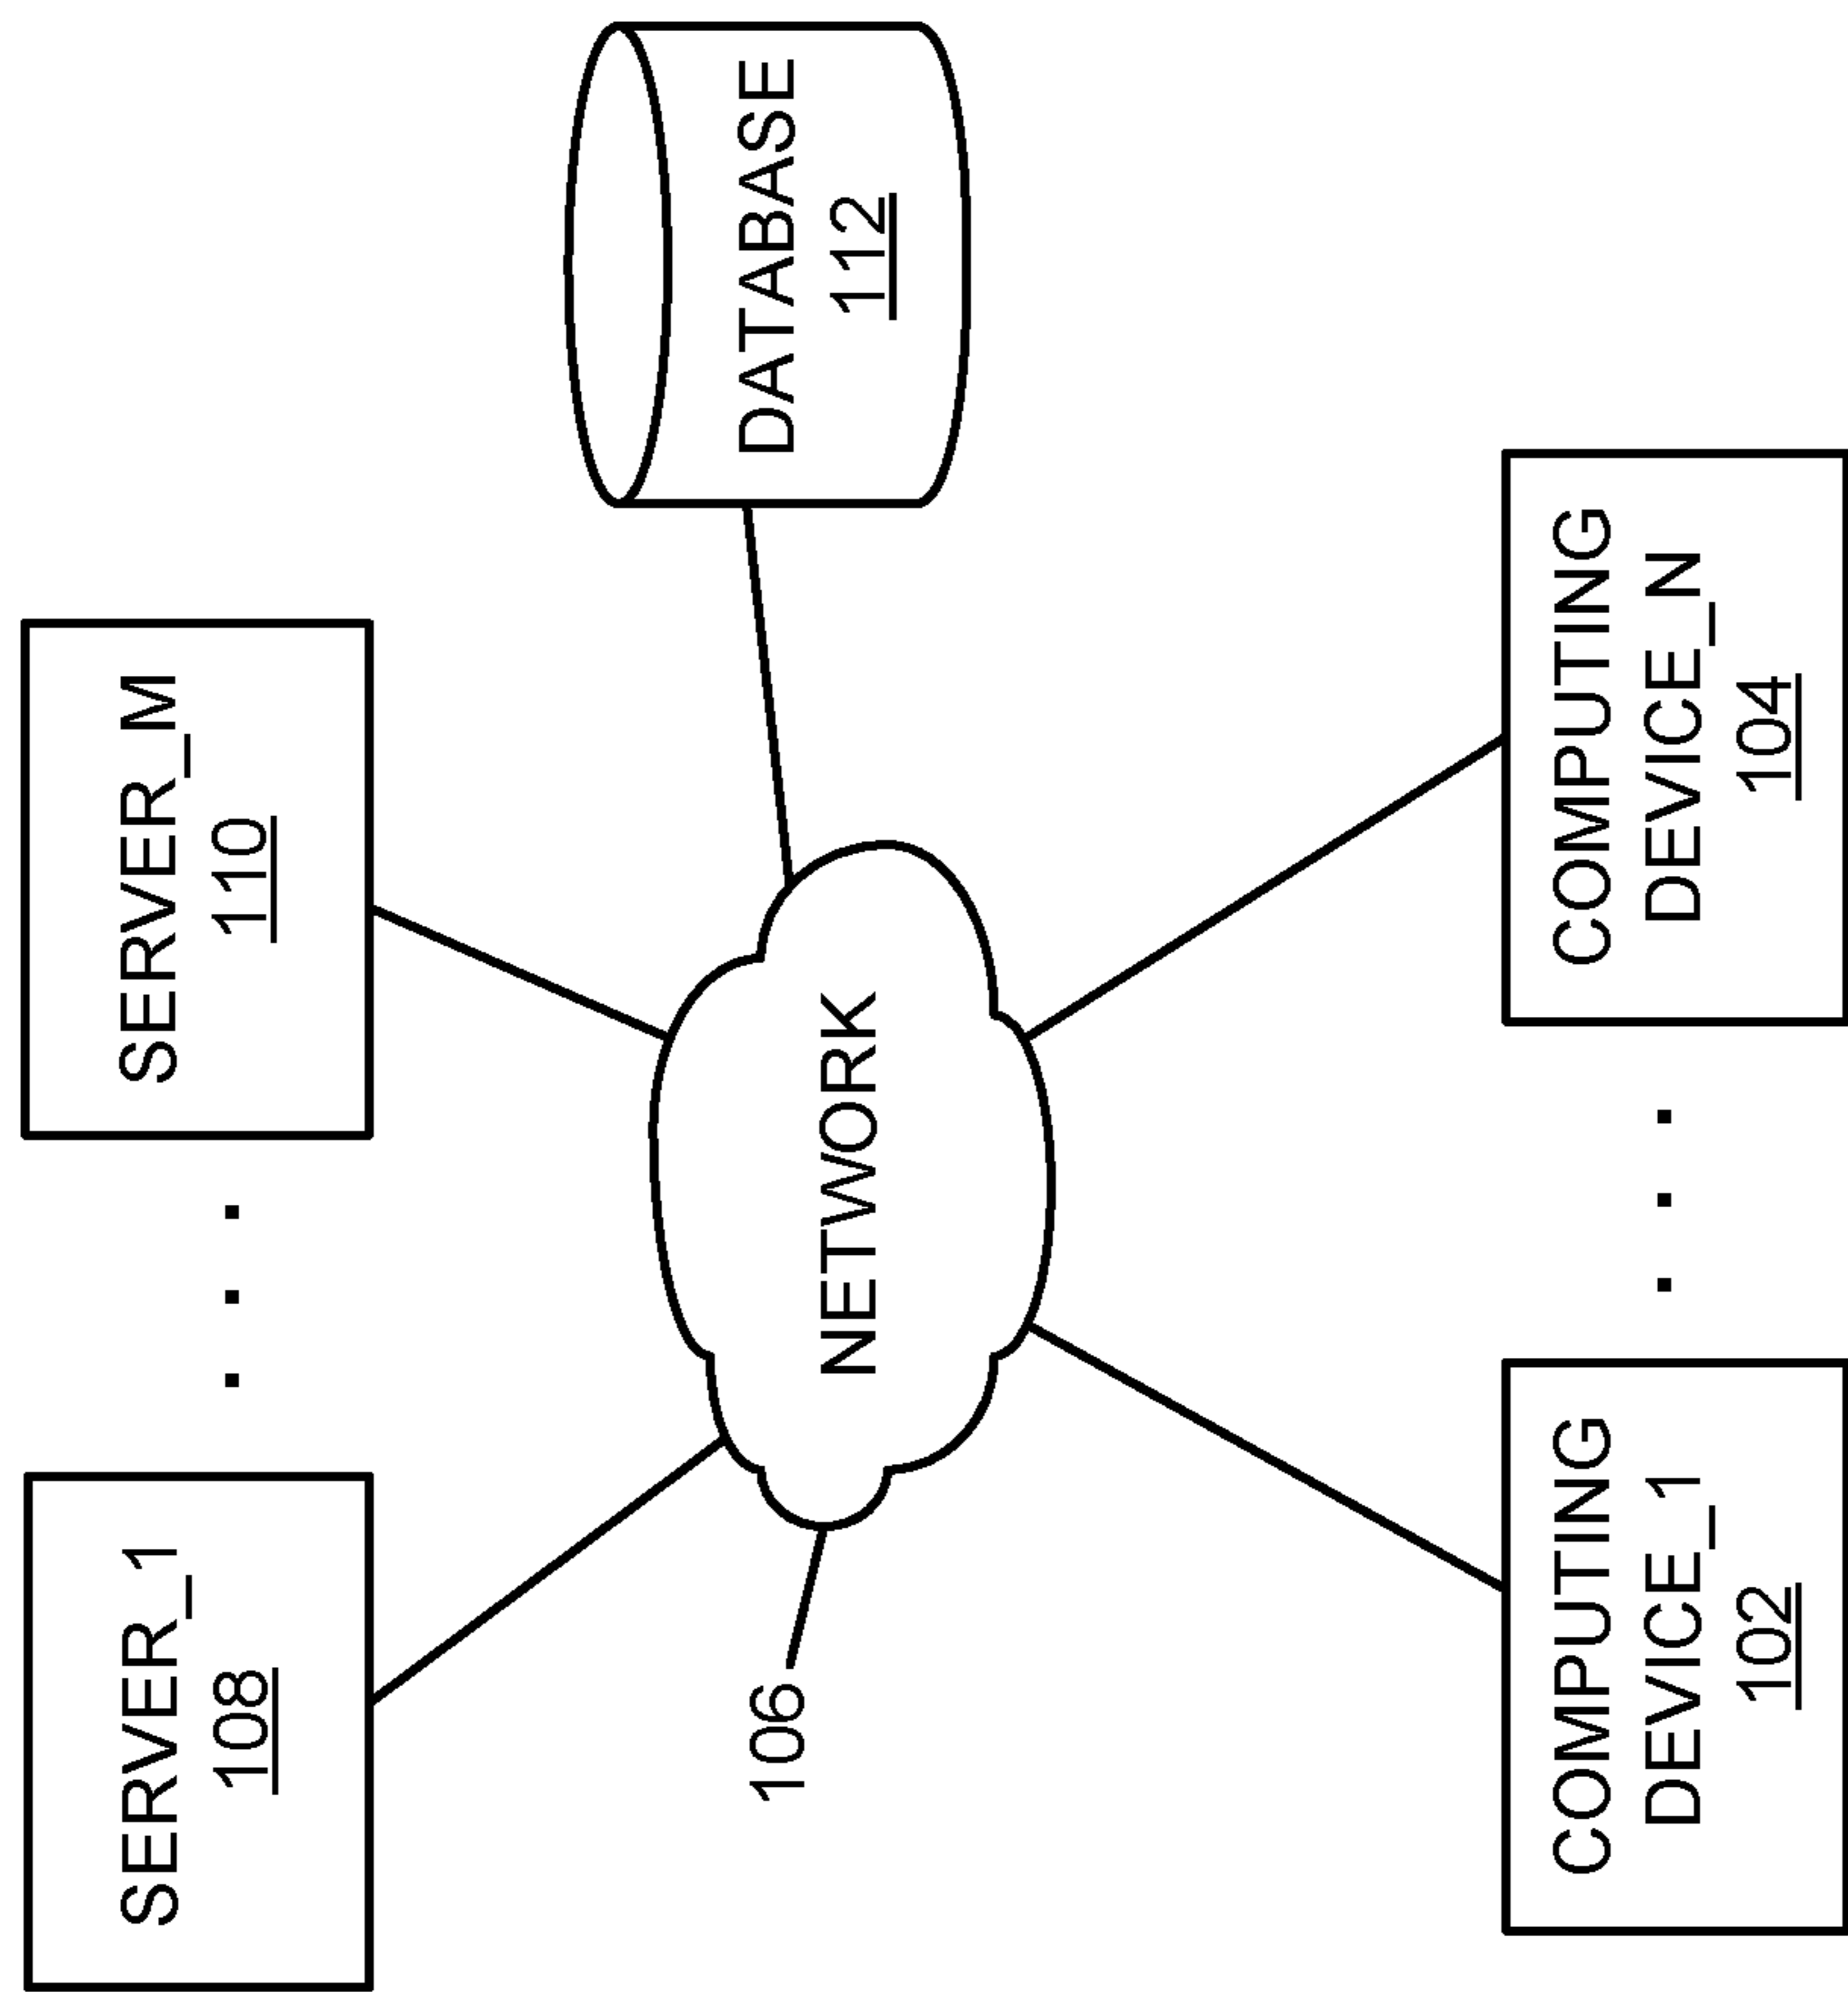 SERVER_1
108
. . .
SERVER_M
110
DATABASE
112
NETWORK
106
COMPUTING
DEVICE_1
102
. . .
COMPUTING
DEVICE_N
104